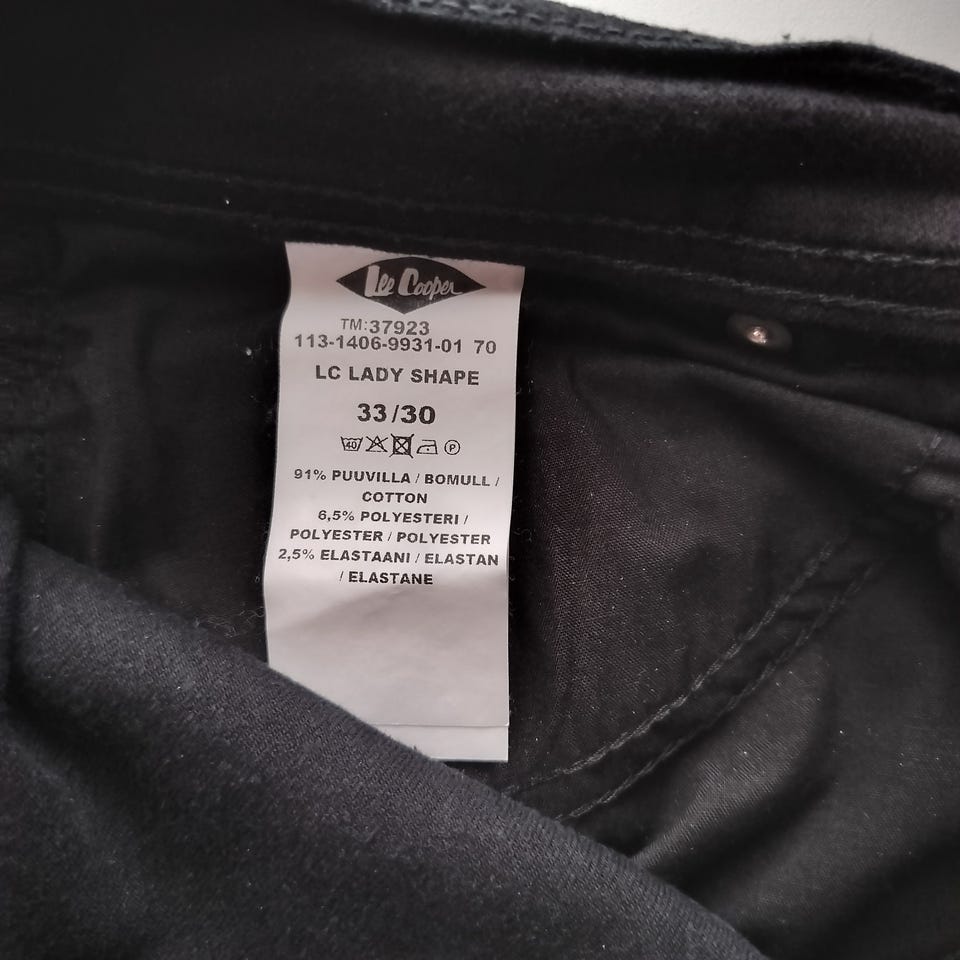 Lee Cooper
TM:37923
113-1406-9931-01 70
LC LADY SHAPE
33/30
40 P
91% PUUVILLA / BOMULL /
COTTON
6,5% POLYESTERI /
POLYESTER / POLYESTER
2,5% ELASTAANI / ELASTAN
/ ELASTANE